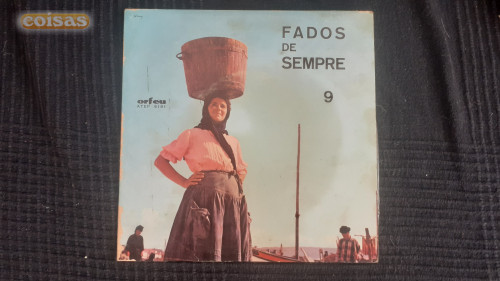 coisas
FADOS
DE
SEMPRE
9
orfeu